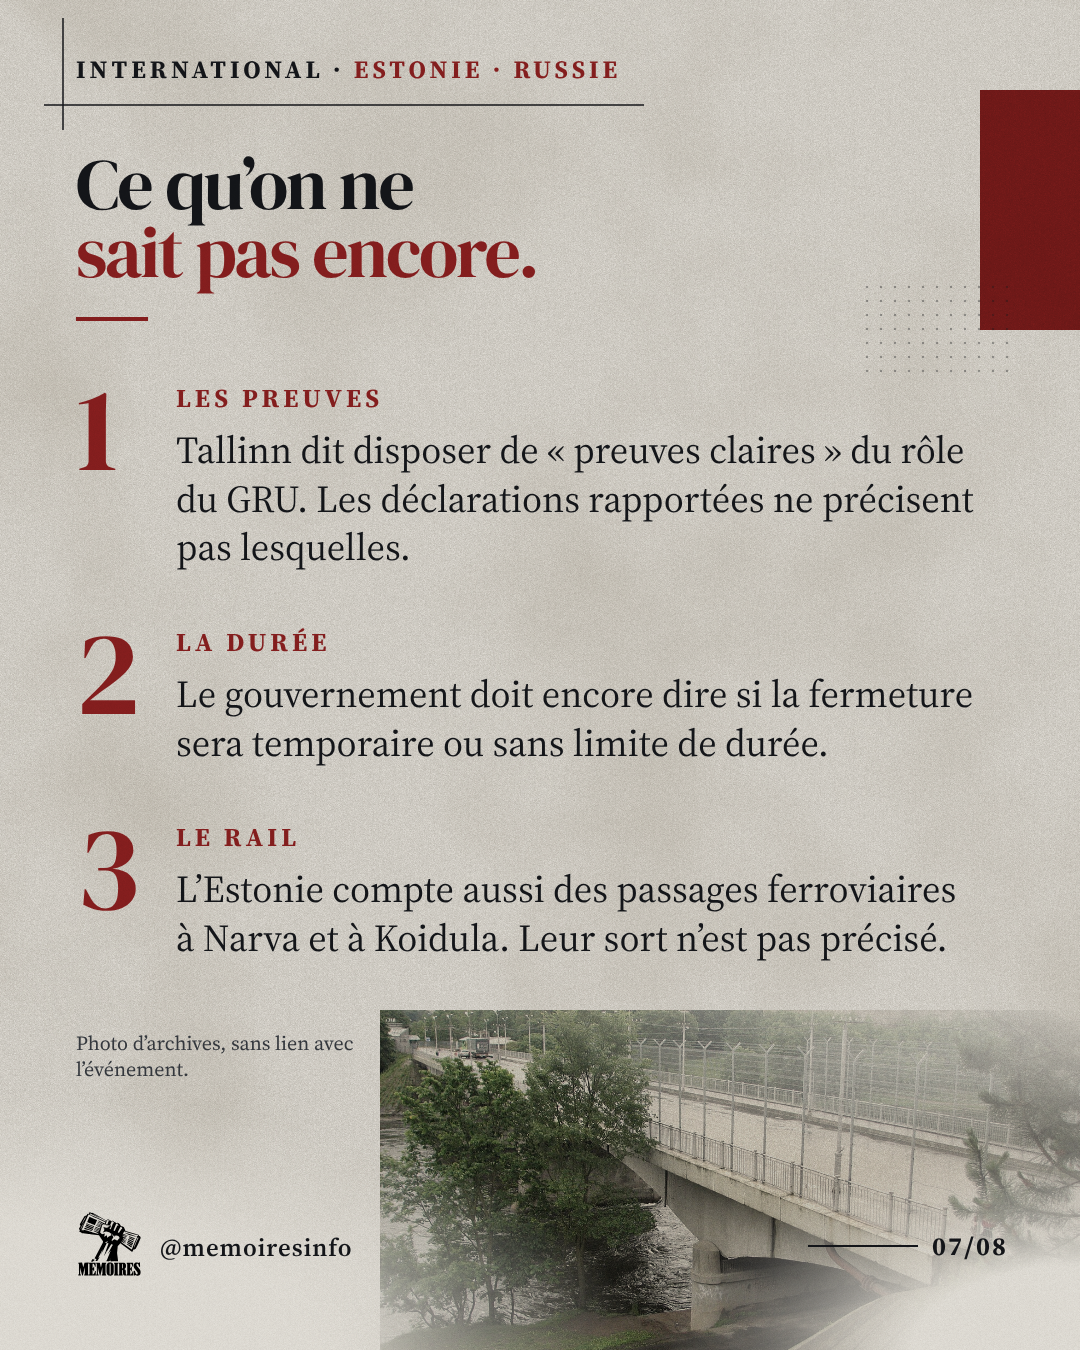 INTERNATIONAL · ESTONIE · RUSSIE
Ce qu’on ne
sait pas encore.
1
LES PREUVES
Tallinn dit disposer de « preuves claires » du rôle
du GRU. Les déclarations rapportées ne précisent
pas lesquelles.
2
LA DURÉE
Le gouvernement doit encore dire si la fermeture
sera temporaire ou sans limite de durée.
3
LE RAIL
L’Estonie compte aussi des passages ferroviaires
à Narva et à Koidula. Leur sort n’est pas précisé.
Photo d’archives, sans lien avec
l’événement.
MÉMOIRES
@memoiresinfo
07/08